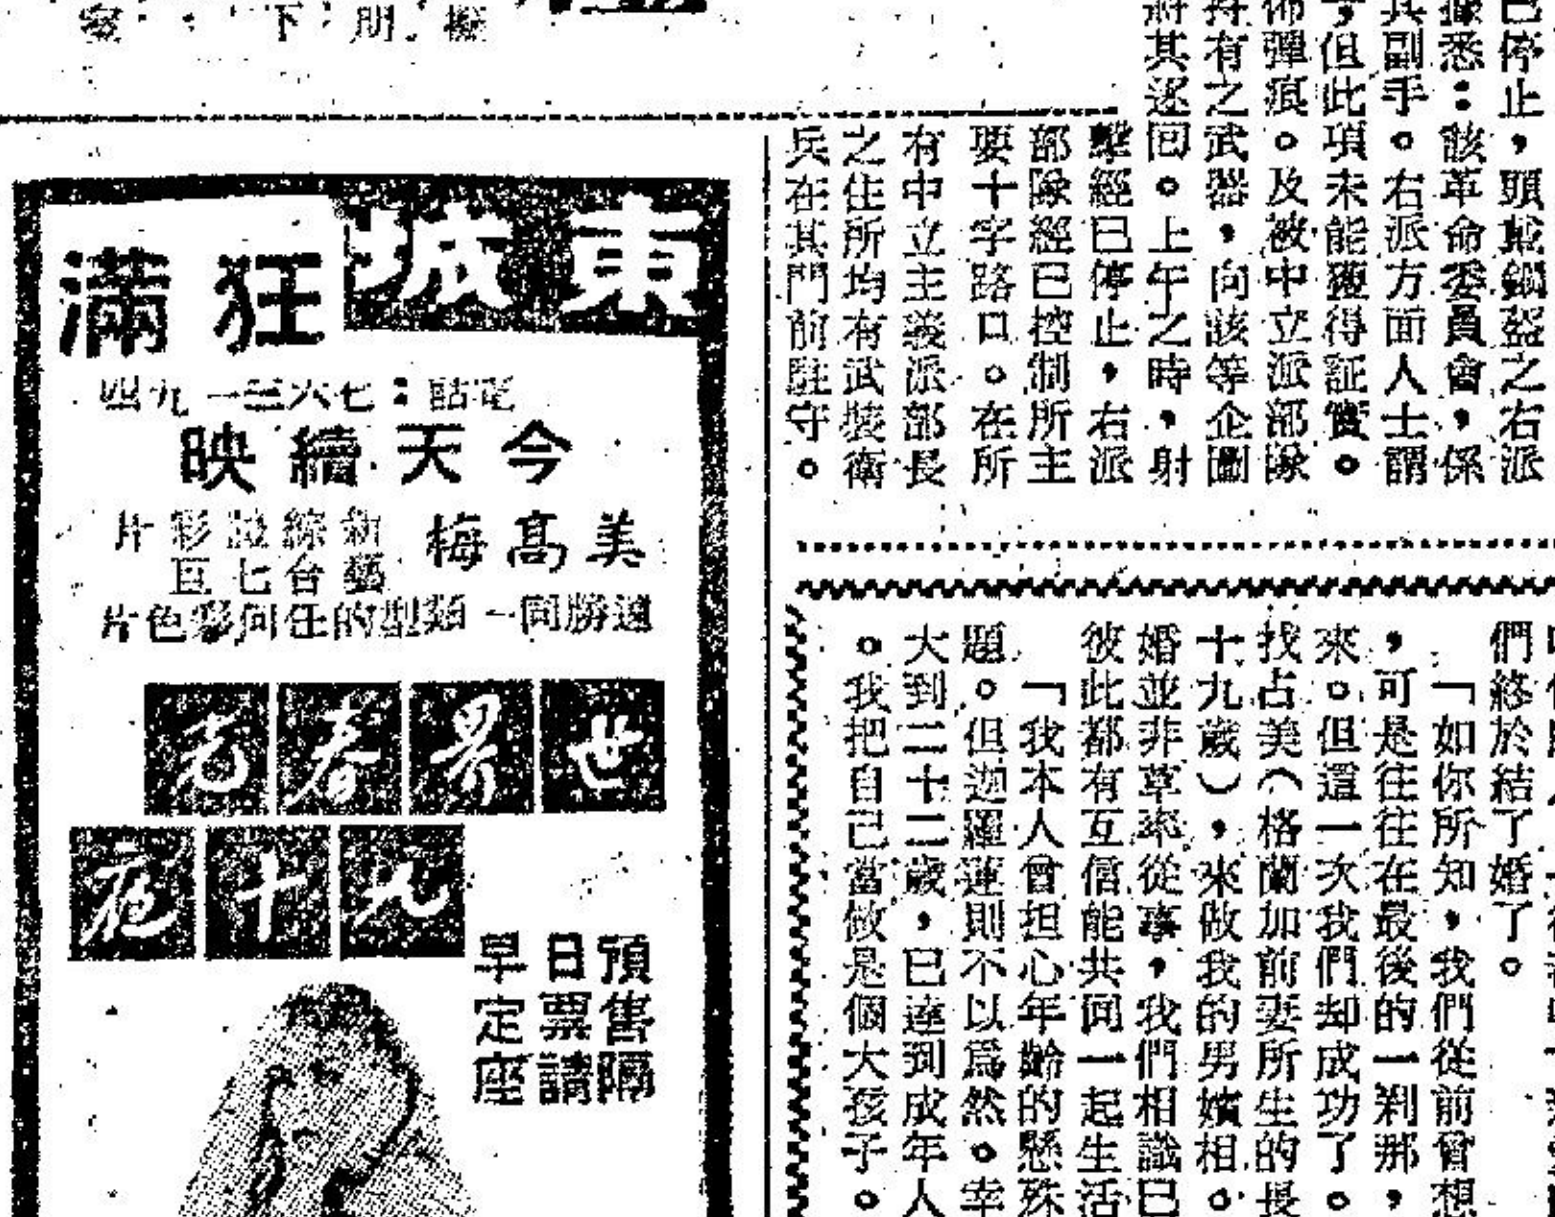 已停止，頭戴鋼盔之右派
據悉：該革命委員會，係
其副手。右派方面人士謂
，但此項未能獲得証實。
佈彈痕。及被中立派部隊
持有之武器，向該等企圖
將其逐回。上午之時，射
擊經已停止，右派
部隊經已控制所主
要十字路口。在所
有中立主義派部長
之住所均有武裝衛
兵在其門前駐守。
們終於結了婚了。
「如你所知，我們從前曾想
，可是往往在最後的一剎那，
來。但這一次我們却成功了。
找占美（格蘭加前妻所生的長
十九歲），來做我的男嬪相。
婚並非草率從事，我們相識已
彼此都有互信能共同一起生活
「我本人曾担心年齡的懸殊
題。但迦羅蓮則不以爲然。幸
大到二十二歲，已達到成年人
。我把自己當做是個大孩子。
東城
狂滿
電話：七六三一九四
今天續映
美高梅
新綜藝彩片
藝台七巨
遠勝同一類型的任何彩色片
世界春光
九十夜
預售隔
日票請
早定座